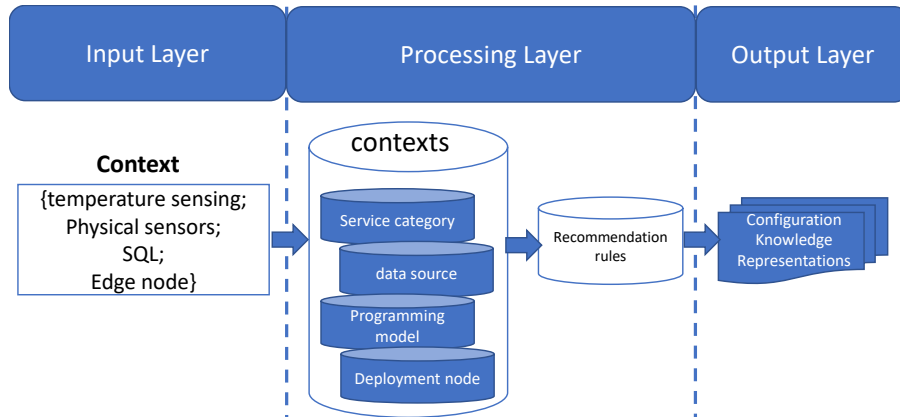 Input Layer
Processing Layer
Output Layer
Context
{temperature sensing;
Physical sensors;
SQL;
Edge node}
contexts
Service category
data source
Programming
model
Deployment node
Recommendation
rules
Configuration
Knowledge
Representations